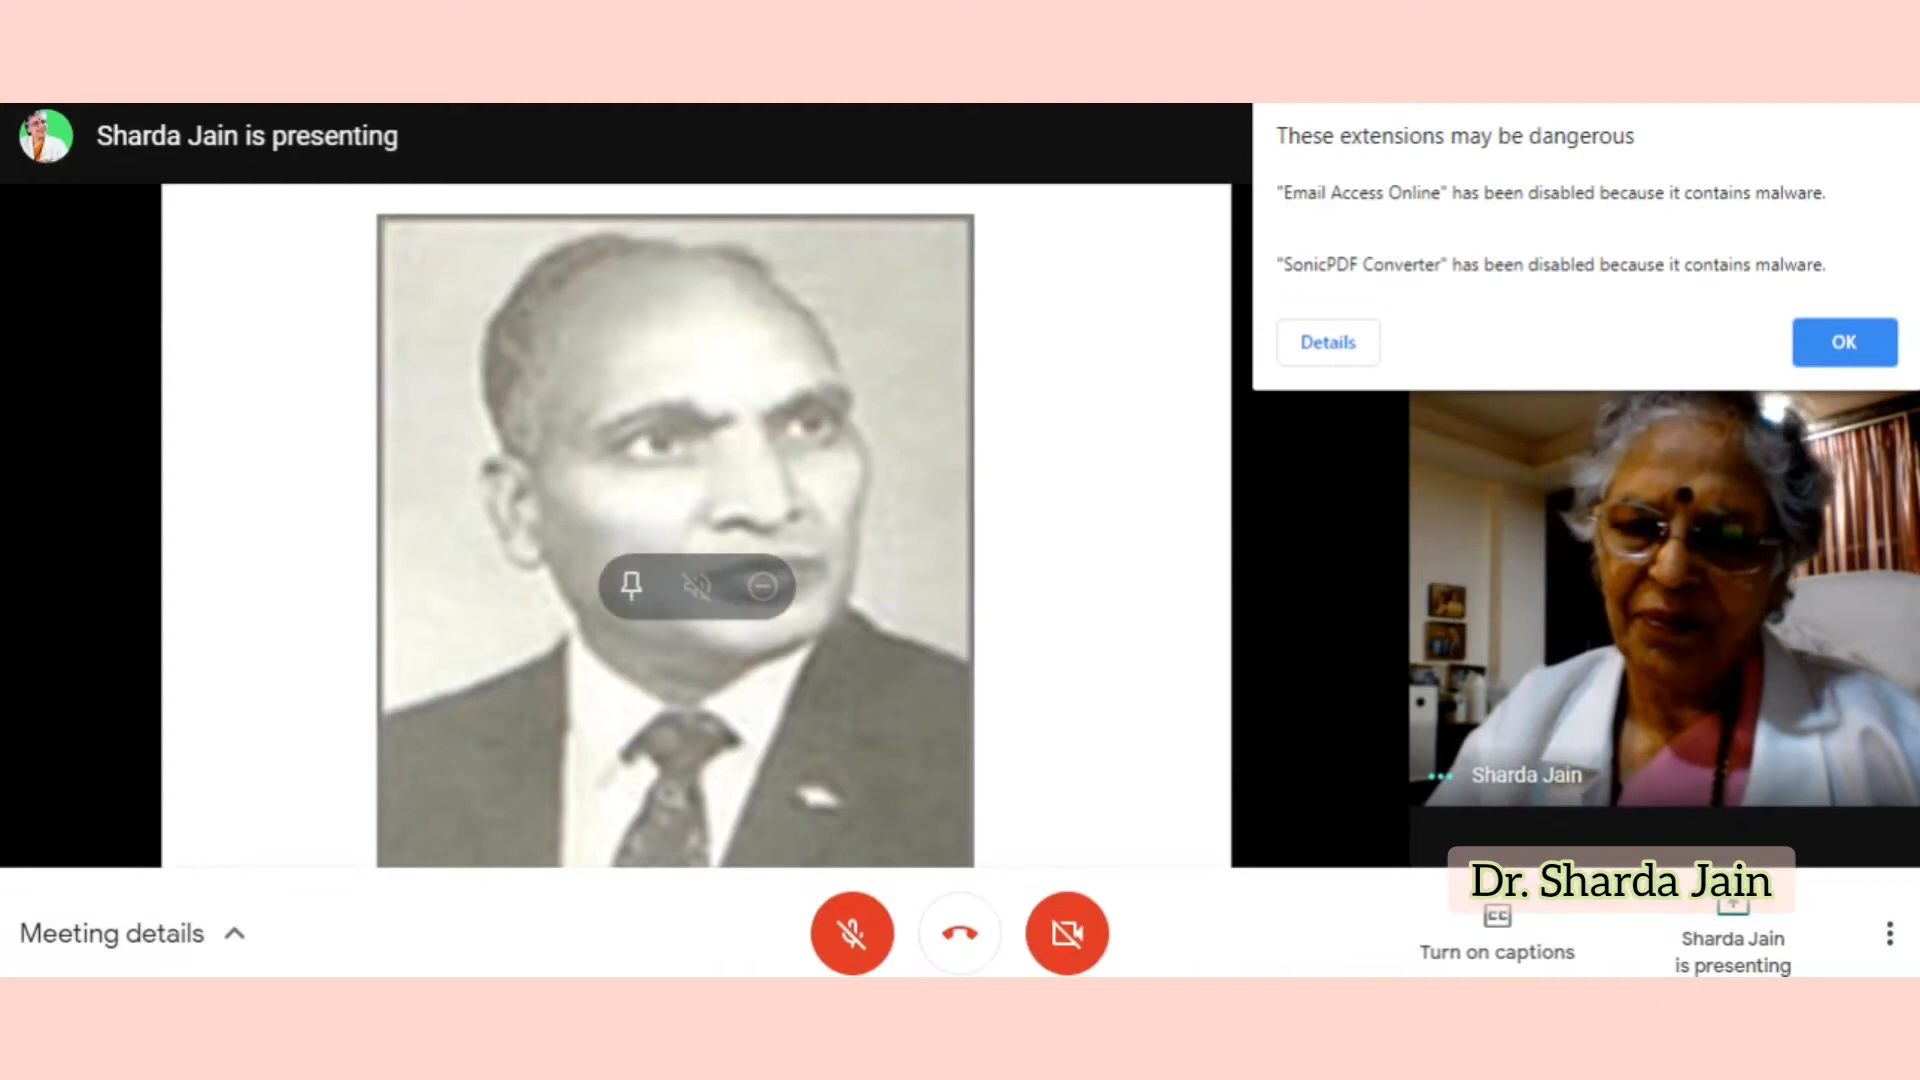 Sharda Jain is presenting
These extensions may be dangerous
"Email Access Online" has been disabled because it contains malware.
"SonicPDF Converter" has been disabled because it contains malware.
Details
OK
Sharda Jain
Dr. Sharda Jain
Meeting details
CC
Turn on captions
Sharda Jain
is presenting